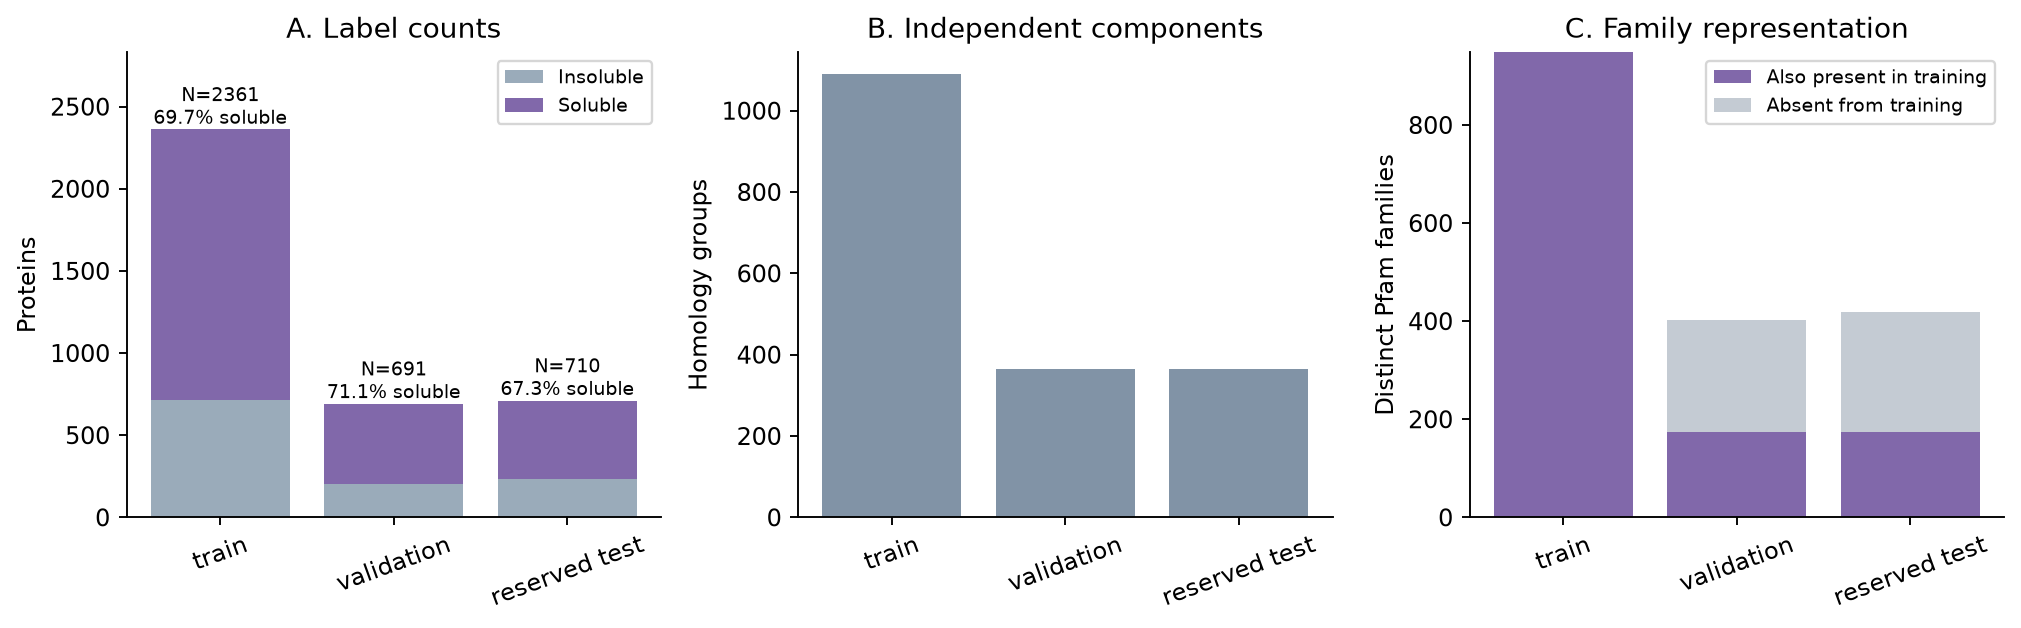 A. Label counts
Proteins
2500
2000
1500
1000
500
0
N=2361
69.7% soluble
N=691
71.1% soluble
N=710
67.3% soluble
Insoluble
Soluble
train
validation
reserved test
B. Independent components
Homology groups
1000
800
600
400
200
0
train
validation
reserved test
C. Family representation
Distinct Pfam families
800
600
400
200
0
Also present in training
Absent from training
train
validation
reserved test